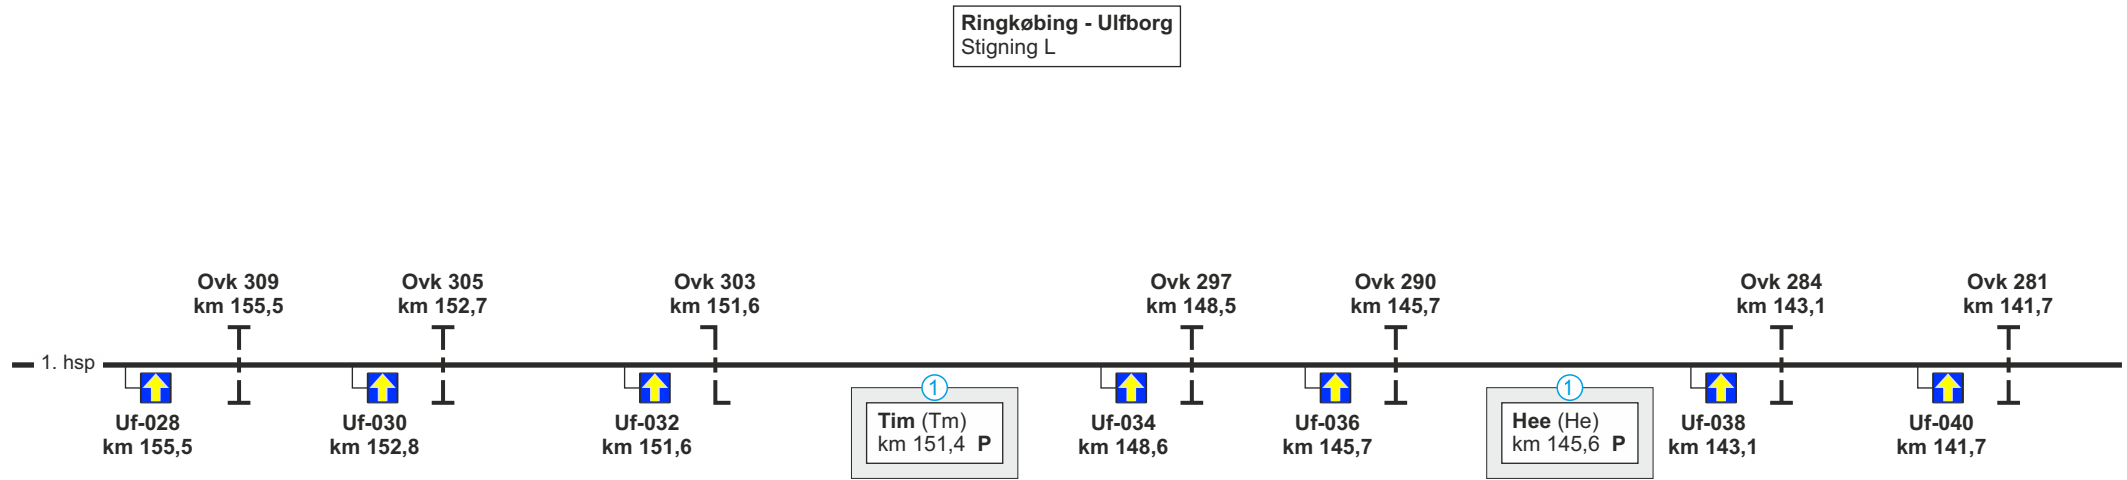 Ringkøbing - Ulfborg
Stigning L
Ovk 309
km 155,5
Ovk 305
km 152,7
Ovk 303
km 151,6
Ovk 297
km 148,5
Ovk 290
km 145,7
Ovk 284
km 143,1
Ovk 281
km 141,7
1. hsp
Uf-028
km 155,5
Uf-030
km 152,8
Uf-032
km 151,6
1
Tim (Tm)
km 151,4 P
Uf-034
km 148,6
Uf-036
km 145,7
1
Hee (He)
km 145,6 P
Uf-038
km 143,1
Uf-040
km 141,7